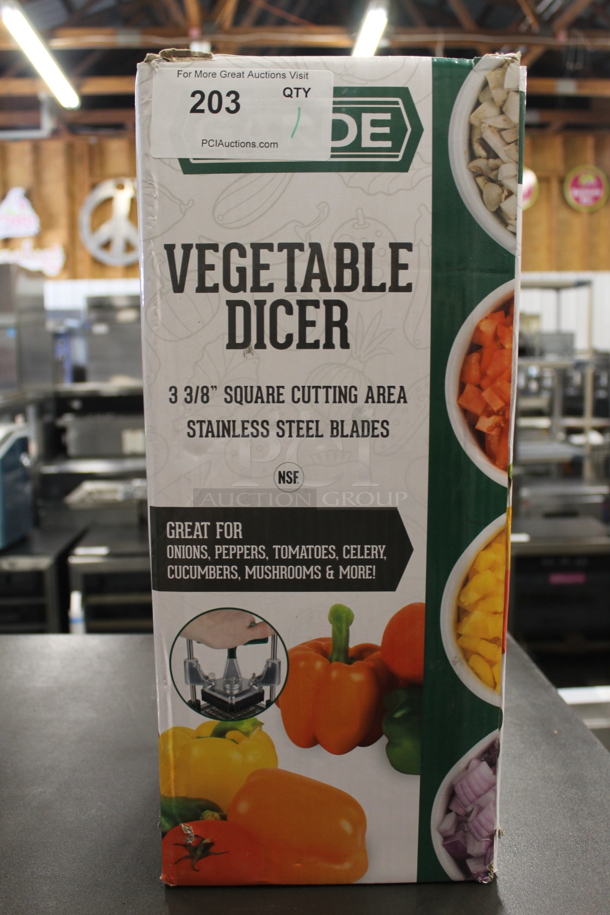 For More Great Auctions Visit
203
QTY
1
PCIAuctions.com
DE
VEGETABLE
DICER
3 3/8" SQUARE CUTTING AREA
STAINLESS STEEL BLADES
PCI
NSF
AUCTION GROUP
GREAT FOR
ONIONS, PEPPERS, TOMATOES, CELERY,
CUCUMBERS, MUSHROOMS & MORE!